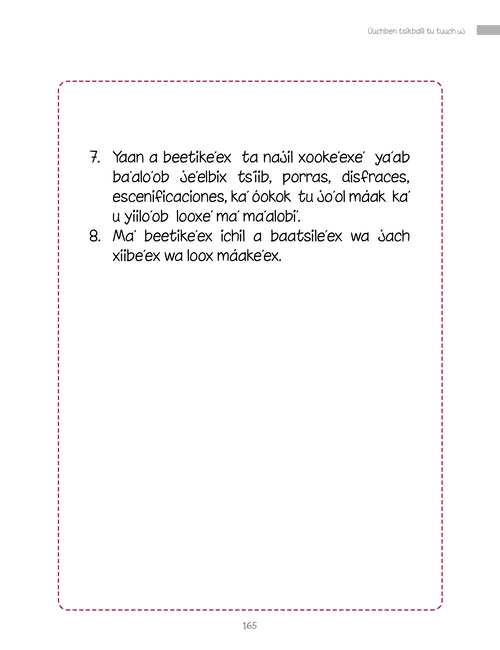 Úuchben tsikbalil tu tuuch uj
7. Yaan a beetike'ex ta najil xooke'exe' ya'ab
ba'alo'ob je'elbix tsíib, porras, disfraces,
escenificaciones, ka' óokok tu jo'ol máak ka'
u yiilo'ob looxe' ma' ma'alobi'.
8. Ma' beetike'ex ichil a baatsile'ex wa jach
xiibe'ex wa loox máake'ex.
165